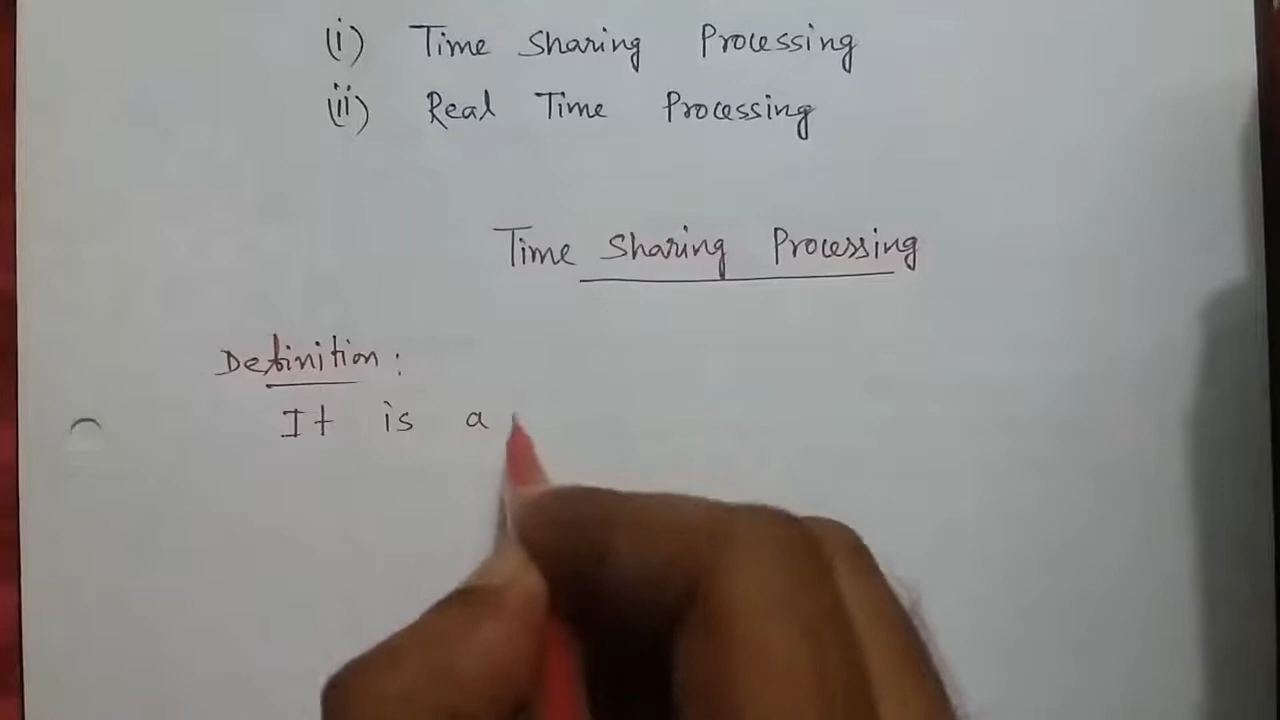 (i) Time Sharing Processing
(ii) Real Time Processing
Time Sharing Processing
Definition :
It is a